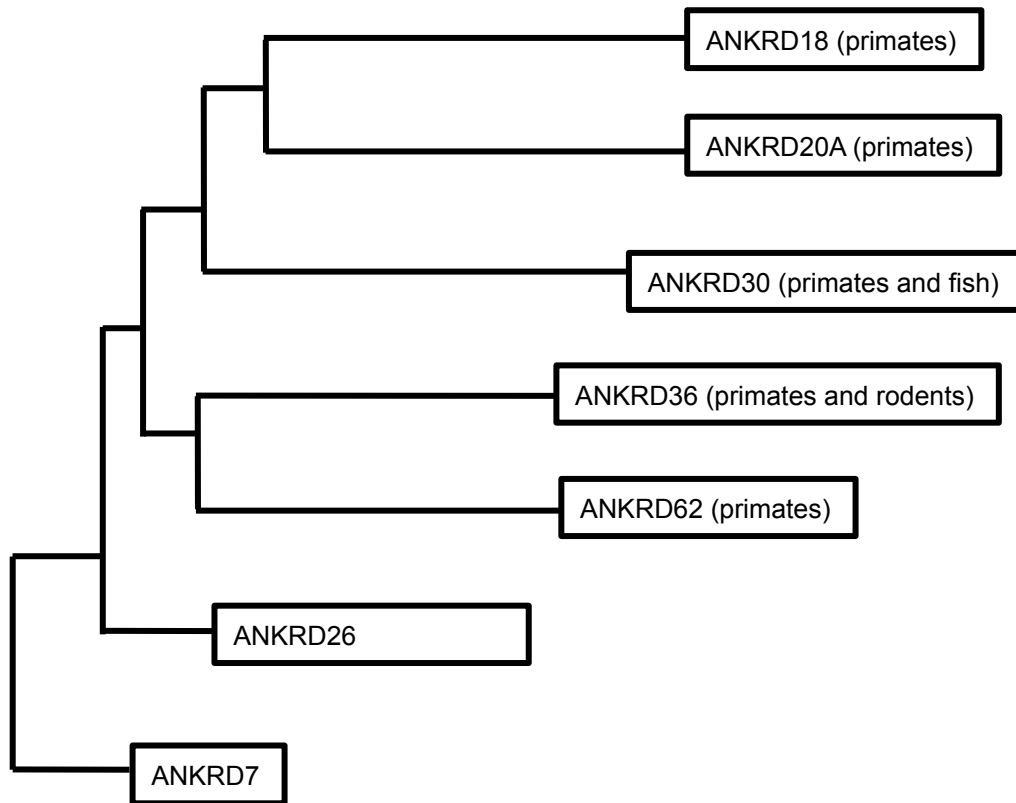 ANKRD18 (primates)
ANKRD20A (primates)
ANKRD30 (primates and fish)
ANKRD36 (primates and rodents)
ANKRD62 (primates)
ANKRD26
ANKRD7